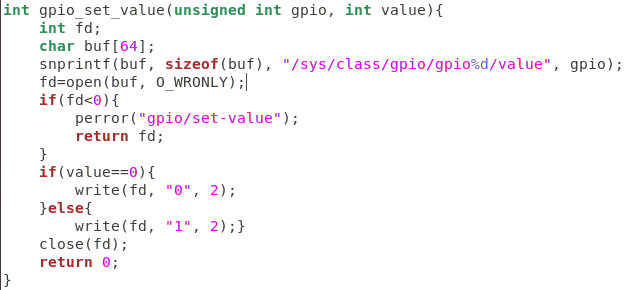 int gpio_set_value(unsigned int gpio, int value){
    int fd;
    char buf[64];
    snprintf(buf, sizeof(buf), "/sys/class/gpio/gpio%d/value", gpio);
    fd=open(buf, O_WRONLY);
    if(fd<0){
        perror("gpio/set-value");
        return fd;
    }
    if(value==0){
        write(fd, "0", 2);
    }else{
        write(fd, "1", 2);}
    close(fd);
    return 0;
}